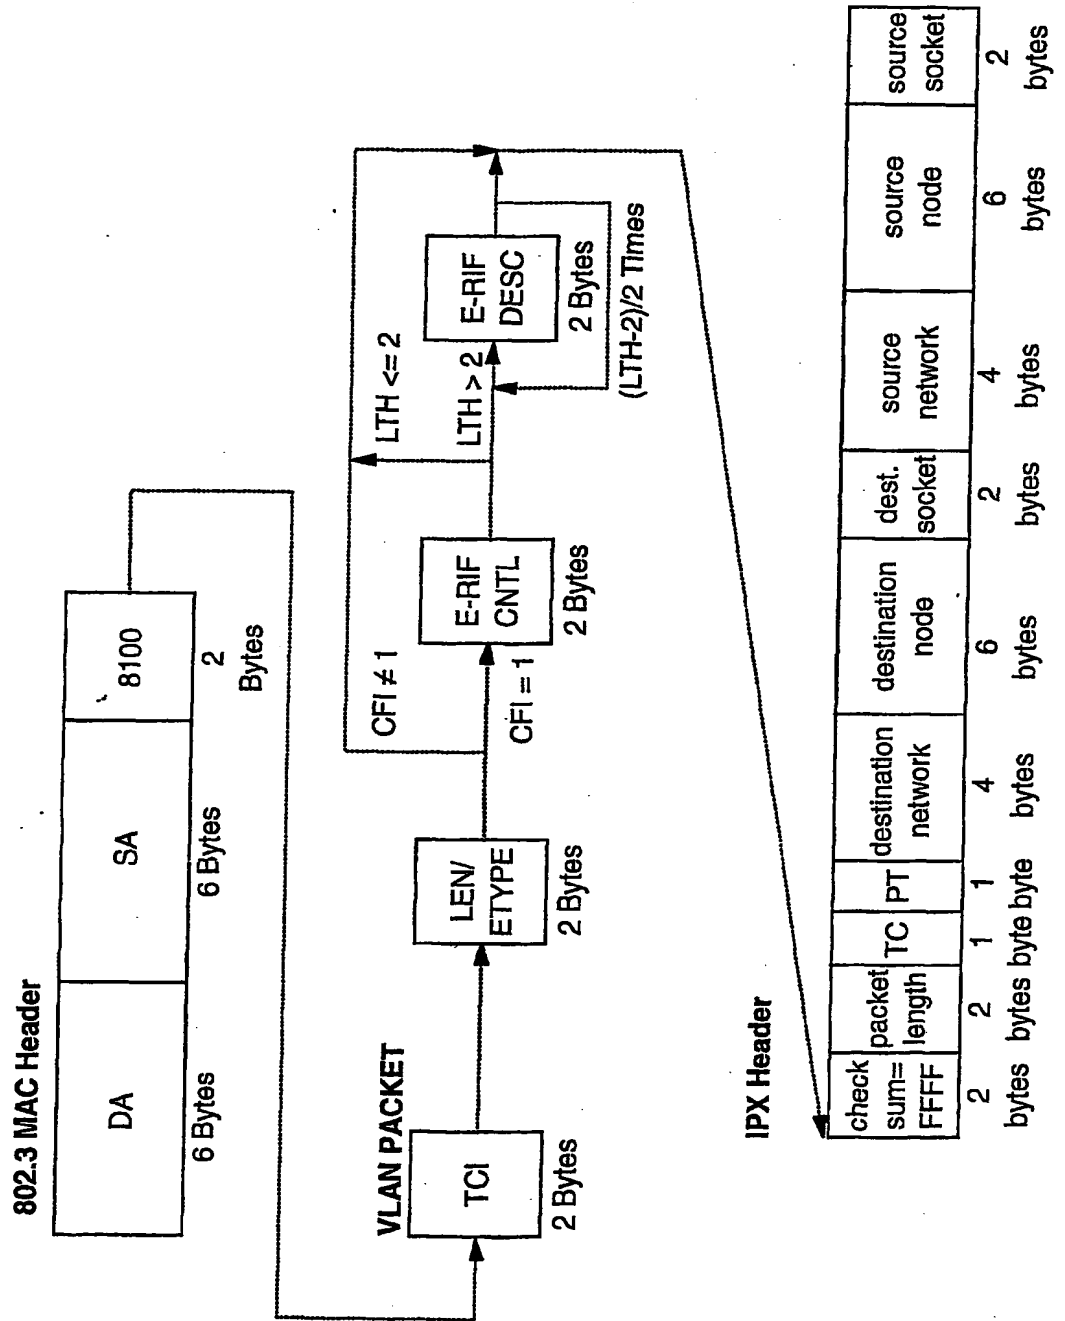 802.3 MAC Header
DA
SA
8100
6 Bytes
6 Bytes
2
Bytes
VLAN PACKET
TCI
2 Bytes
LEN/
ETYPE
2 Bytes
CFI ≠ 1
CFI = 1
E-RIF
CNTL
2 Bytes
LTH <= 2
LTH > 2
E-RIF
DESC
2 Bytes
(LTH-2)/2 Times
IPX Header
check
sum=
FFFF
packet
length
TC
PT
destination
network
destination
node
dest.
socket
source
network
source
node
source
socket
2
bytes
2
bytes
1
byte
1
byte
4
bytes
6
bytes
2
bytes
4
bytes
6
bytes
2
bytes